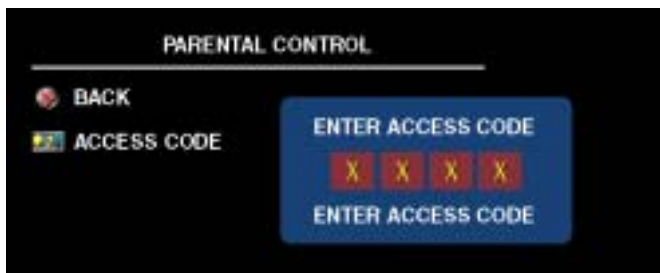 PARENTAL CONTROL
BACK
ACCESS CODE
ENTER ACCESS CODE
X X X X
ENTER ACCESS CODE